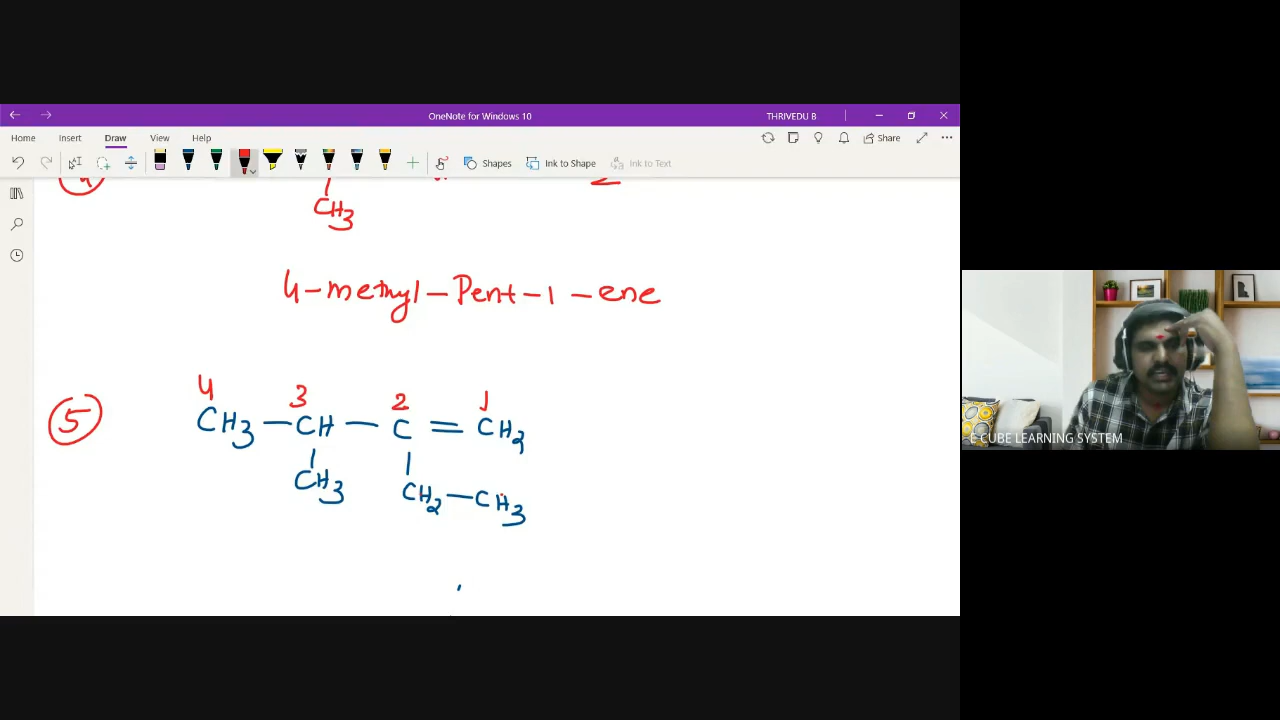 OneNote for Windows 10
THRIVEDU B
Home Insert Draw View Help
Shapes Ink to Shape Ink to Text Share
4
CH3
4-methyl-Pent-1-ene
4 3 2 1
5 CH3-CH-C=CH2
CH3 CH2-CH3
E CUBE LEARNING SYSTEM